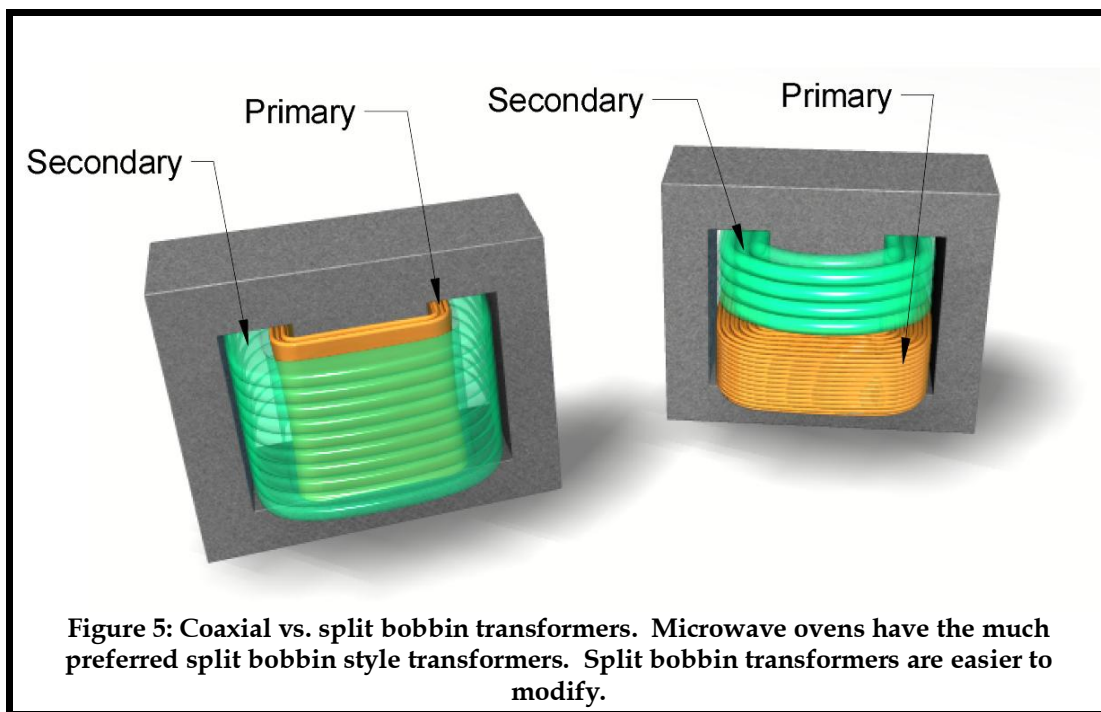 Primary
Secondary
Secondary
Primary
Figure 5: Coaxial vs. split bobbin transformers. Microwave ovens have the much
preferred split bobbin style transformers. Split bobbin transformers are easier to
modify.